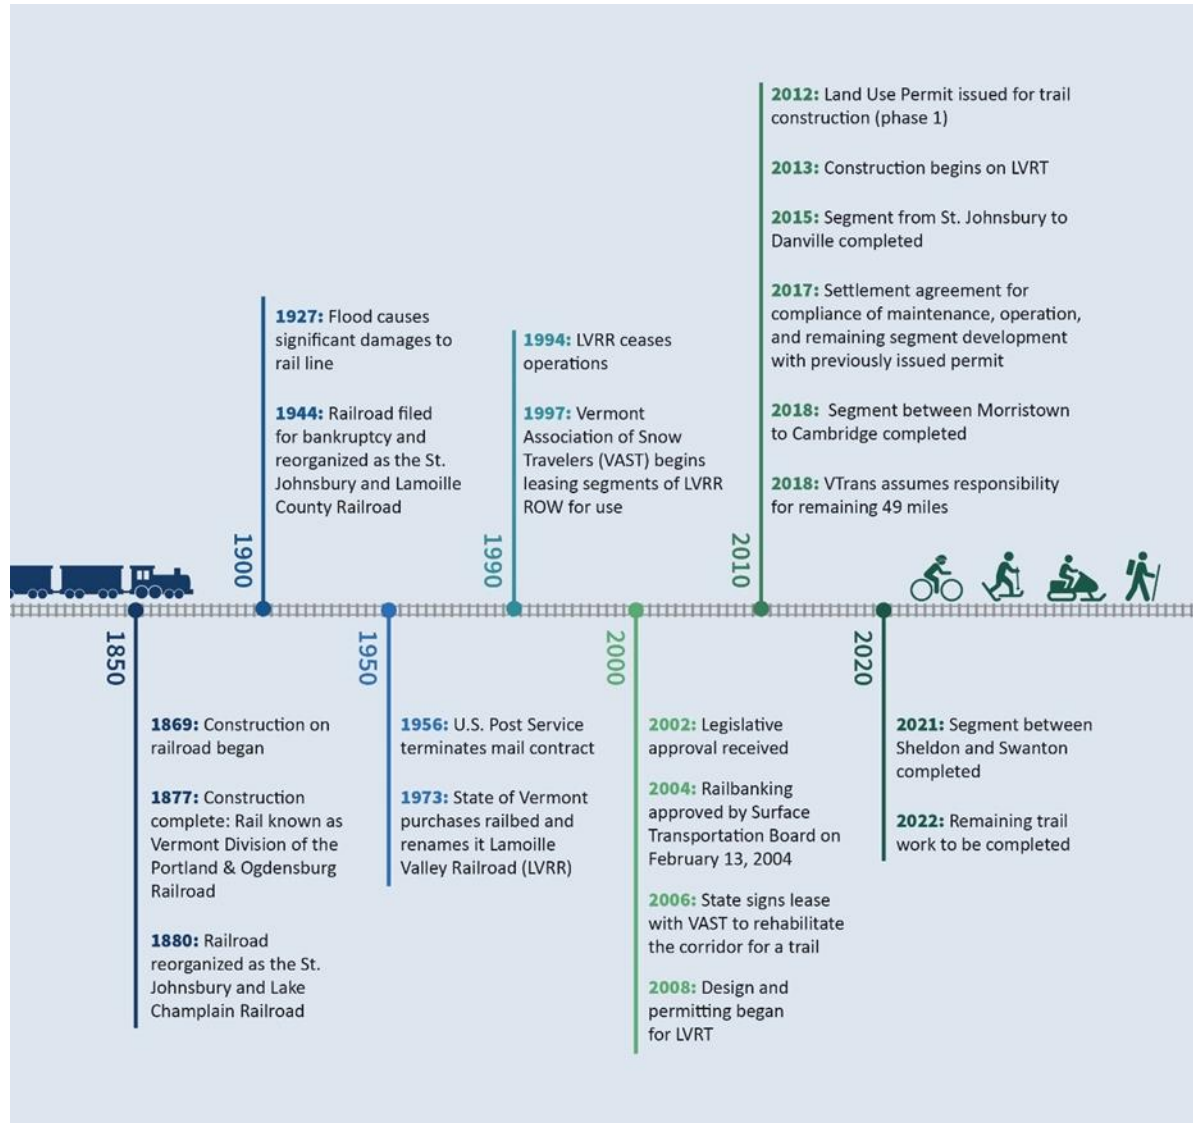 1850
1869: Construction on
railroad began
1877: Construction
complete: Rail known as
Vermont Division of the
Portland & Ogdensburg
Railroad
1880: Railroad
reorganized as the St.
Johnsbury and Lake
Champlain Railroad
1900
1927: Flood causes
significant damages to
rail line
1944: Railroad filed
for bankruptcy and
reorganized as the St.
Johnsbury and Lamoille
County Railroad
1950
1956: U.S. Post Service
terminates mail contract
1973: State of Vermont
purchases railbed and
renames it Lamoille
Valley Railroad (LVRR)
1990
1994: LVRR ceases
operations
1997: Vermont
Association of Snow
Travelers (VAST) begins
leasing segments of LVRR
ROW for use
2000
2002: Legislative
approval received
2004: Railbanking
approved by Surface
Transportation Board on
February 13, 2004
2006: State signs lease
with VAST to rehabilitate
the corridor for a trail
2008: Design and
permitting began
for LVRT
2010
2012: Land Use Permit issued for trail
construction (phase 1)
2013: Construction begins on LVRT
2015: Segment from St. Johnsbury to
Danville completed
2017: Settlement agreement for
compliance of maintenance, operation,
and remaining segment development
with previously issued permit
2018: Segment between Morristown
to Cambridge completed
2018: VTrans assumes responsibility
for remaining 49 miles
2020
2021: Segment between
Sheldon and Swanton
completed
2022: Remaining trail
work to be completed